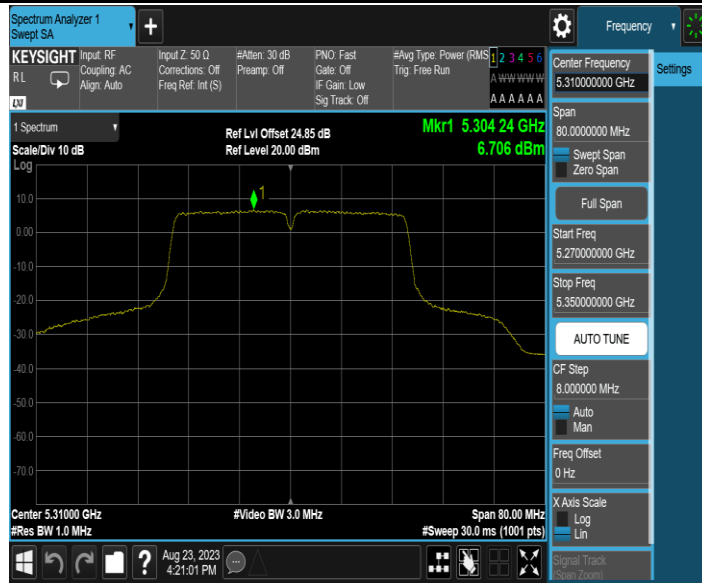 Spectrum Analyzer 1
Swept SA
Frequency
KEYSIGHT
RL
LXI
Input: RF
Coupling: AC
Align: Auto
Input Z: 50 Ω
Corrections: Off
Freq Ref: Int (S)
#Atten: 30 dB
Preamp: Off
PNO: Fast
Gate: Off
IF Gain: Low
Sig Track: Off
#Avg Type: Power (RMS
Trig: Free Run
1 2 3 4 5 6
A W W W W W
A A A A A A
1 Spectrum
Scale/Div 10 dB
Ref Lvl Offset 24.85 dB
Ref Level 20.00 dBm
Mkr1 5.304 24 GHz
6.706 dBm
Log
1
10.0
0.00
-10.0
-20.0
-30.0
-40.0
-50.0
-60.0
-70.0
Center 5.31000 GHz
#Res BW 1.0 MHz
#Video BW 3.0 MHz
Span 80.00 MHz
#Sweep 30.0 ms (1001 pts)
Aug 23, 2023
4:21:01 PM
Center Frequency
5.310000000 GHz
Settings
Span
80.0000000 MHz
Swept Span
Zero Span
Full Span
Start Freq
5.270000000 GHz
Stop Freq
5.350000000 GHz
AUTO TUNE
CF Step
8.000000 MHz
Auto
Man
Freq Offset
0 Hz
X Axis Scale
Log
Lin
Signal Track
(Span Zoom)